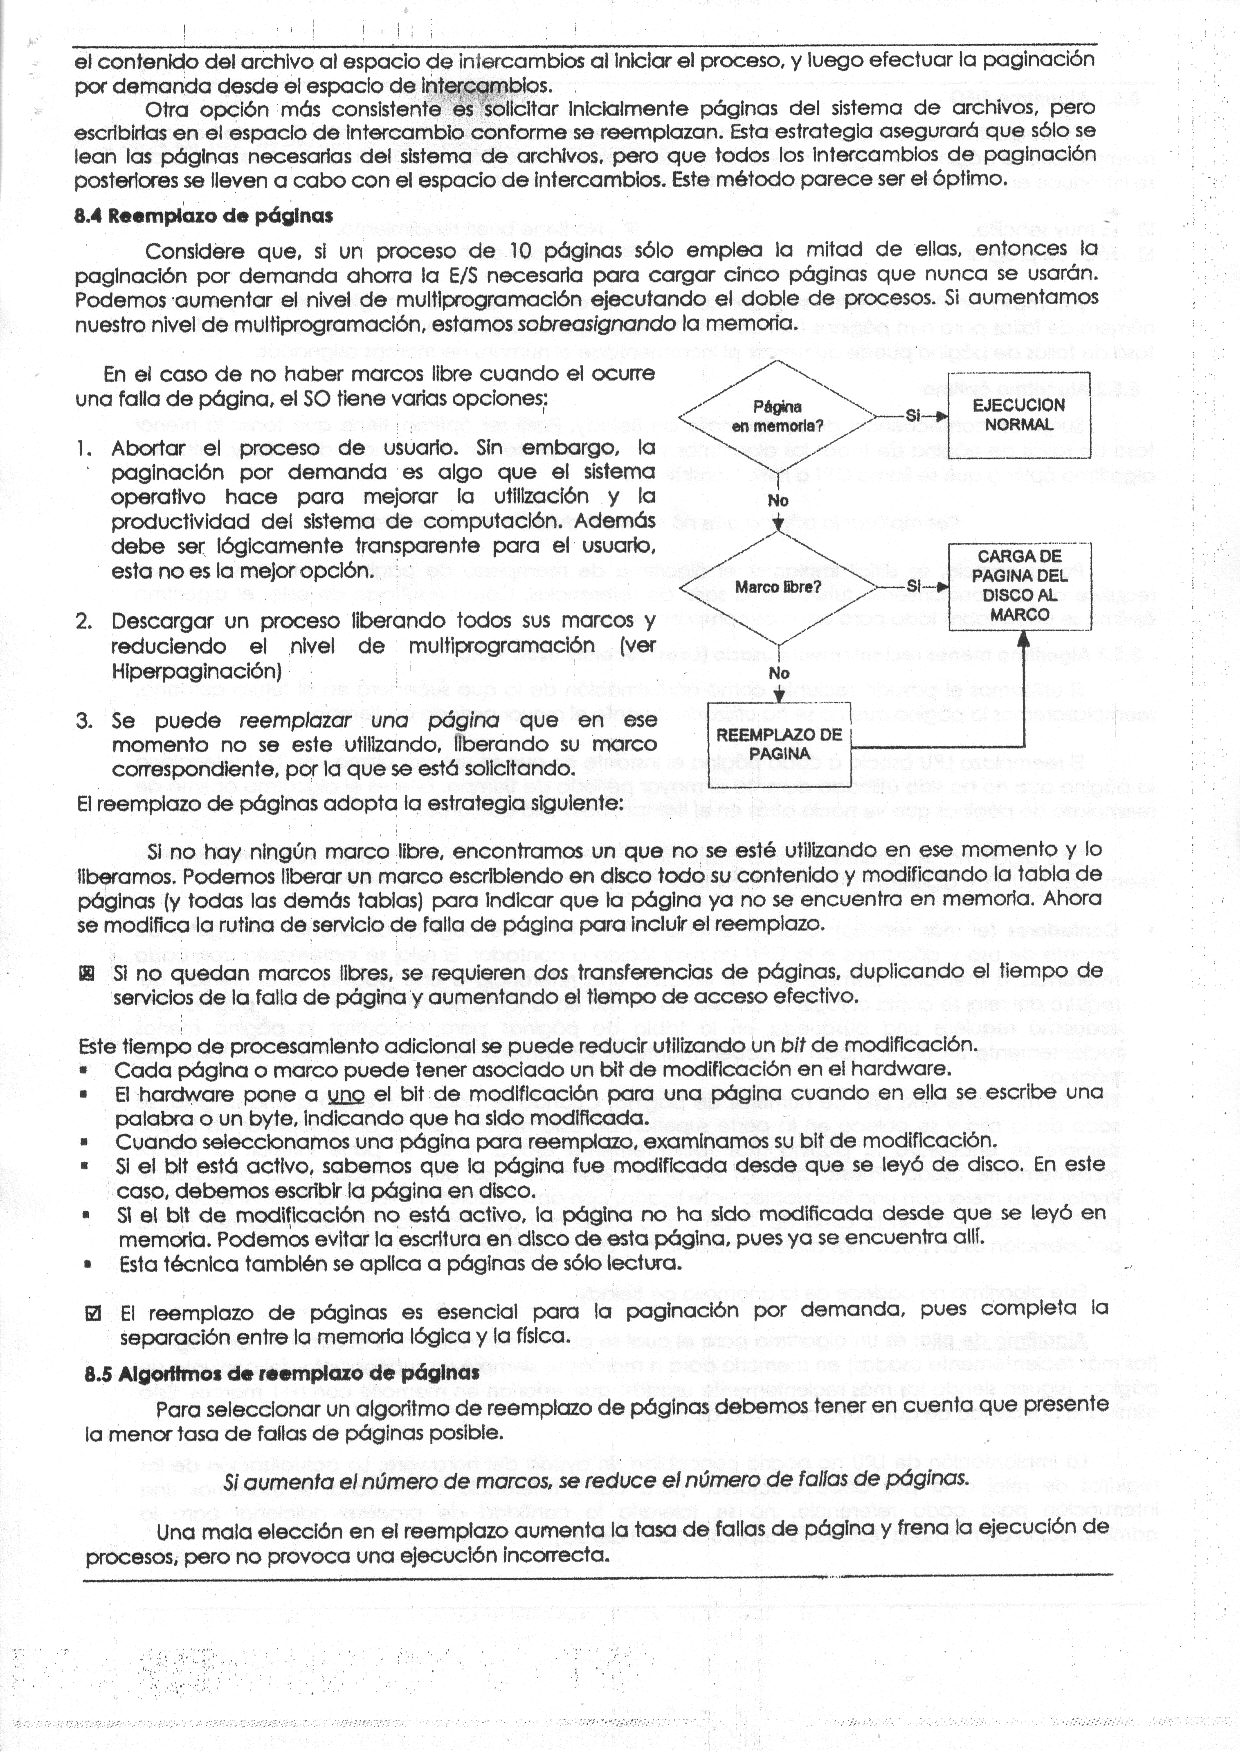 el contenido del archivo al espacio de intercambios al iniciar el proceso, y luego efectuar la paginación
por demanda desde el espacio de intercambios.
Otra opción más consistente es solicitar inicialmente páginas del sistema de archivos, pero
escribirlas en el espacio de intercambio conforme se reemplazan. Esta estrategia asegurará que sólo se
lean las páginas necesarias del sistema de archivos, pero que todos los intercambios de paginación
posteriores se lleven a cabo con el espacio de intercambios. Este método parece ser el óptimo.
8.4 Reemplazo de páginas
Considere que, si un proceso de 10 páginas sólo emplea la mitad de ellas, entonces la
paginación por demanda ahorra la E/S necesaria para cargar cinco páginas que nunca se usarán.
Podemos aumentar el nivel de multiprogramación ejecutando el doble de procesos. Si aumentamos
nuestro nivel de multiprogramación, estamos sobreasignando la memoria.
En el caso de no haber marcos libre cuando el ocurre
una falla de página, el SO tiene varias opciones:
1. Abortar el proceso de usuario. Sin embargo, la
paginación por demanda es algo que el sistema
operativo hace para mejorar la utilización y la
productividad del sistema de computación. Además
debe ser lógicamente transparente para el usuario,
esta no es la mejor opción.
2. Descargar un proceso liberando todos sus marcos y
reduciendo el nivel de multiprogramación (ver
Hiperpaginación)
3. Se puede reemplazar una página que en ese
momento no se este utilizando, liberando su marco
correspondiente, por la que se está solicitando.
Página
en memoria?
Si
EJECUCION
NORMAL
No
Marco libre?
Si
CARGA DE
PAGINA DEL
DISCO AL
MARCO
No
REEMPLAZO DE
PAGINA
El reemplazo de páginas adopta la estrategia siguiente:
Si no hay ningún marco libre, encontramos un que no se esté utilizando en ese momento y lo
liberamos. Podemos liberar un marco escribiendo en disco todo su contenido y modificando la tabla de
páginas (y todas las demás tablas) para indicar que la página ya no se encuentra en memoria. Ahora
se modifica la rutina de servicio de falla de página para incluir el reemplazo.
☒ Si no quedan marcos libres, se requieren dos transferencias de páginas, duplicando el tiempo de
servicios de la falla de página y aumentando el tiempo de acceso efectivo.
Este tiempo de procesamiento adicional se puede reducir utilizando un bit de modificación.
▪ Cada página o marco puede tener asociado un bit de modificación en el hardware.
▪ El hardware pone a uno el bit de modificación para una página cuando en ella se escribe una
palabra o un byte, indicando que ha sido modificada.
▪ Cuando seleccionamos una página para reemplazo, examinamos su bit de modificación.
▪ Si el bit está activo, sabemos que la página fue modificada desde que se leyó de disco. En este
caso, debemos escribir la página en disco.
▪ Si el bit de modificación no está activo, la página no ha sido modificada desde que se leyó en
memoria. Podemos evitar la escritura en disco de esta página, pues ya se encuentra allí.
▪ Esta técnica también se aplica a páginas de sólo lectura.
☑ El reemplazo de páginas es esencial para la paginación por demanda, pues completa la
separación entre la memoria lógica y la física.
8.5 Algoritmos de reemplazo de páginas
Para seleccionar un algoritmo de reemplazo de páginas debemos tener en cuenta que presente
la menor tasa de fallas de páginas posible.
Si aumenta el número de marcos, se reduce el número de fallas de páginas.
Una mala elección en el reemplazo aumenta la tasa de fallas de página y frena la ejecución de
procesos, pero no provoca una ejecución incorrecta.